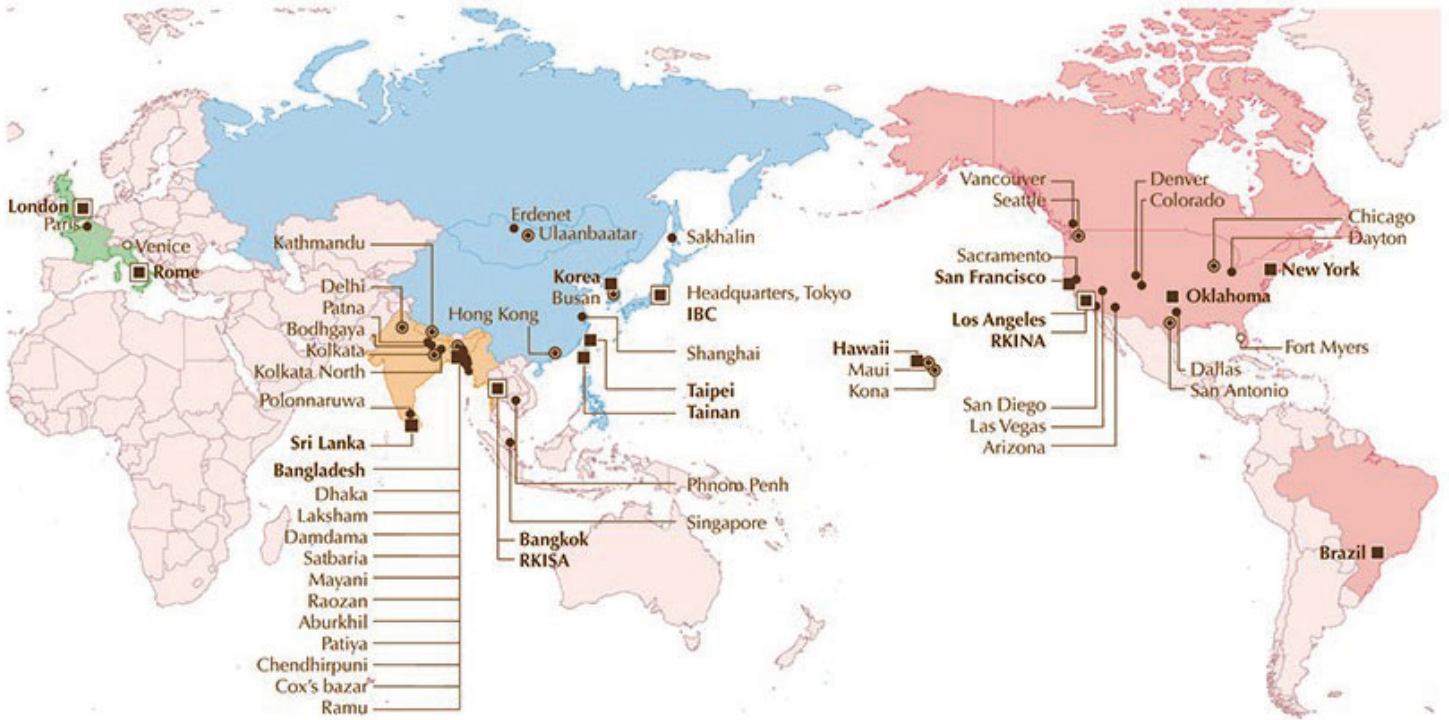 London
Paris
Venice
Rome
Kathmandu
Delhi
Patna
Bodhgaya
Kolkata
Kolkata North
Polonnaruwa
Sri Lanka
Bangladesh
Dhaka
Laksham
Damdama
Satbaria
Mayani
Raozan
Aburkhil
Patiya
Chendhirpuni
Cox's bazar
Ramu
Erdenet
Ulaanbaatar
Sakhalin
Korea
Busan
Hong Kong
Headquarters, Tokyo
IBC
Shanghai
Taipei
Tainan
Phnom Penh
Singapore
Bangkok
RKISA
Hawaii
Maui
Kona
Vancouver
Seattle
Sacramento
San Francisco
Los Angeles
RKINA
San Diego
Las Vegas
Arizona
Denver
Colorado
Chicago
Dayton
New York
Oklahoma
Fort Myers
Dallas
San Antonio
Brazil